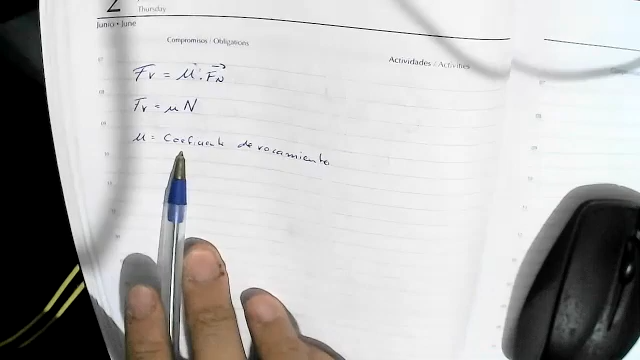 2
Thursday
Junio • June
Compromisos / Obligations
Actividades / Activities
Fr = μ · F⃗N
Fr = μ N
μ = Coeficiente de rozamiento